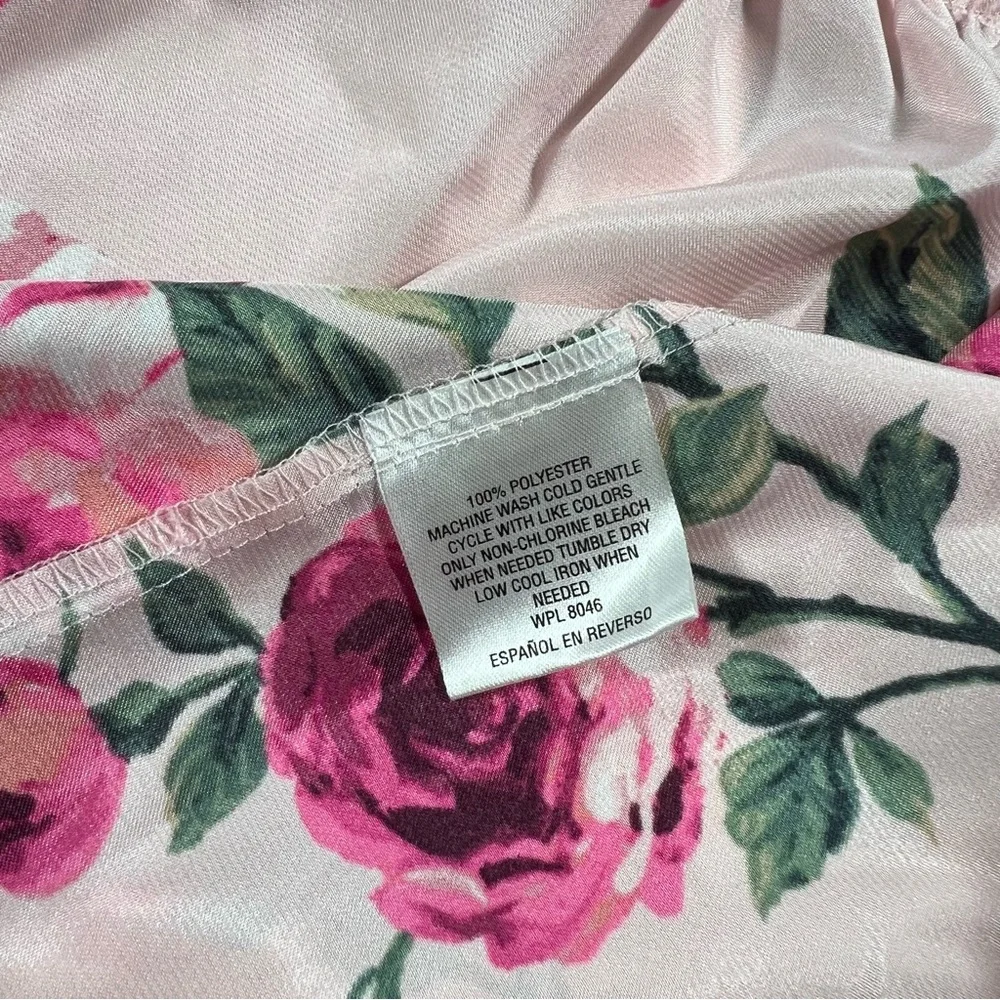 100% POLYESTER
MACHINE WASH COLD GENTLE
CYCLE WITH LIKE COLORS
ONLY NON-CHLORINE BLEACH
WHEN NEEDED TUMBLE DRY
LOW COOL IRON WHEN
NEEDED
WPL 8046
ESPAÑOL EN REVERSO